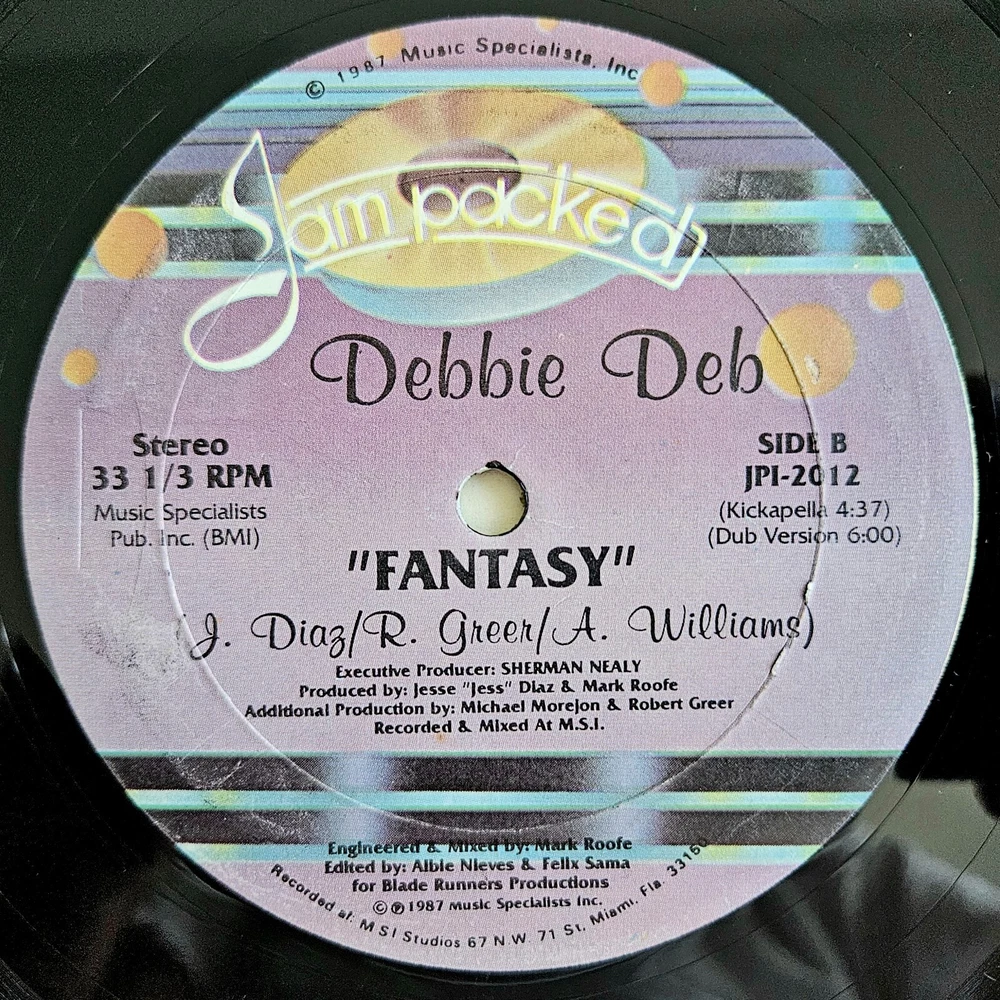 © 1987 Music Specialists, Inc
Jam packed
Debbie Deb
Stereo
33 1/3 RPM
Music Specialists
Pub. Inc. (BMI)
SIDE B
JPI-2012
(Kickapella 4:37)
(Dub Version 6:00)
"FANTASY"
(J. Diaz/R. Greer/A. Williams)
Executive Producer: SHERMAN NEALY
Produced by: Jesse "Jess" Diaz & Mark Roofe
Additional Production by: Michael Morejon & Robert Greer
Recorded & Mixed At M.S.I.
Engineered & Mixed by: Mark Roofe
Edited by: Albie Nieves & Felix Sama
for Blade Runners Productions
© ℗ 1987 Music Specialists Inc.
Recorded at: M S I Studios 67 N.W. 71 St. Miami, Fla. 33150